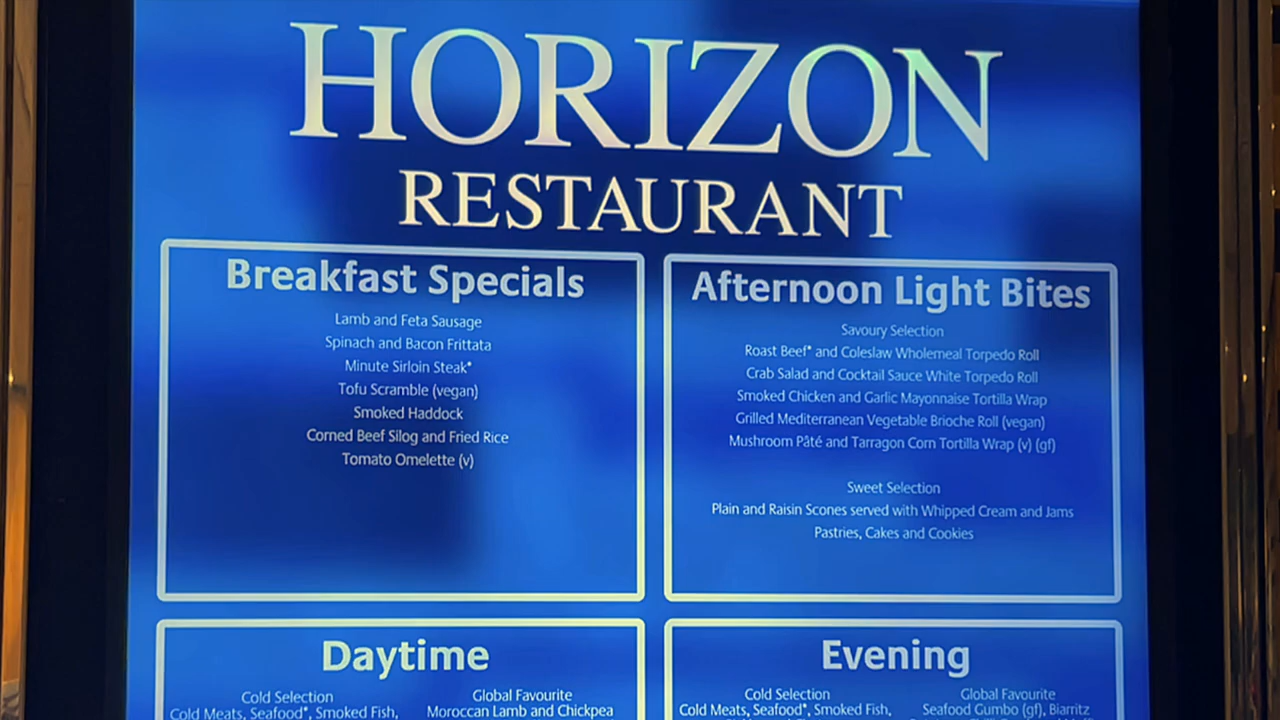 HORIZON
RESTAURANT
Breakfast Specials
Lamb and Feta Sausage
Spinach and Bacon Frittata
Minute Sirloin Steak*
Tofu Scramble (vegan)
Smoked Haddock
Corned Beef Silog and Fried Rice
Tomato Omelette (v)
Afternoon Light Bites
Savoury Selection
Roast Beef* and Coleslaw Wholemeal Torpedo Roll
Crab Salad and Cocktail Sauce White Torpedo Roll
Smoked Chicken and Garlic Mayonnaise Tortilla Wrap
Grilled Mediterranean Vegetable Brioche Roll (vegan)
Mushroom Pâté and Tarragon Corn Tortilla Wrap (v) (gf)
Sweet Selection
Plain and Raisin Scones served with Whipped Cream and Jams
Pastries, Cakes and Cookies
Daytime
Cold Selection
Cold Meats, Seafood*, Smoked Fish,
Global Favourite
Moroccan Lamb and Chickpea
Evening
Cold Selection
Cold Meats, Seafood*, Smoked Fish,
Global Favourite
Seafood Gumbo (gf), Biarritz